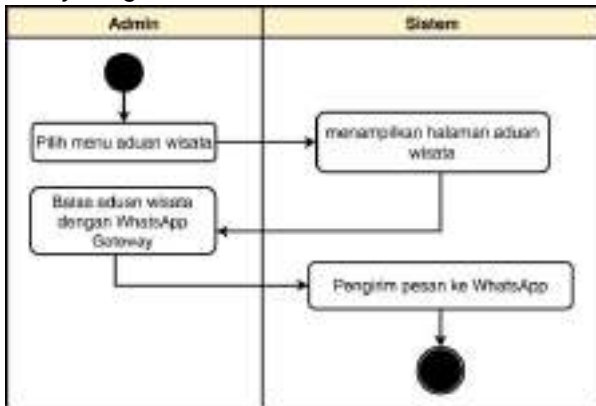 Admin
Sistem
Pilih menu aduan wisata
menampilkan halaman aduan
wisata
Balas aduan wisata
dengan WhatsApp
Gateway
Pengirim pesan ke WhatsApp